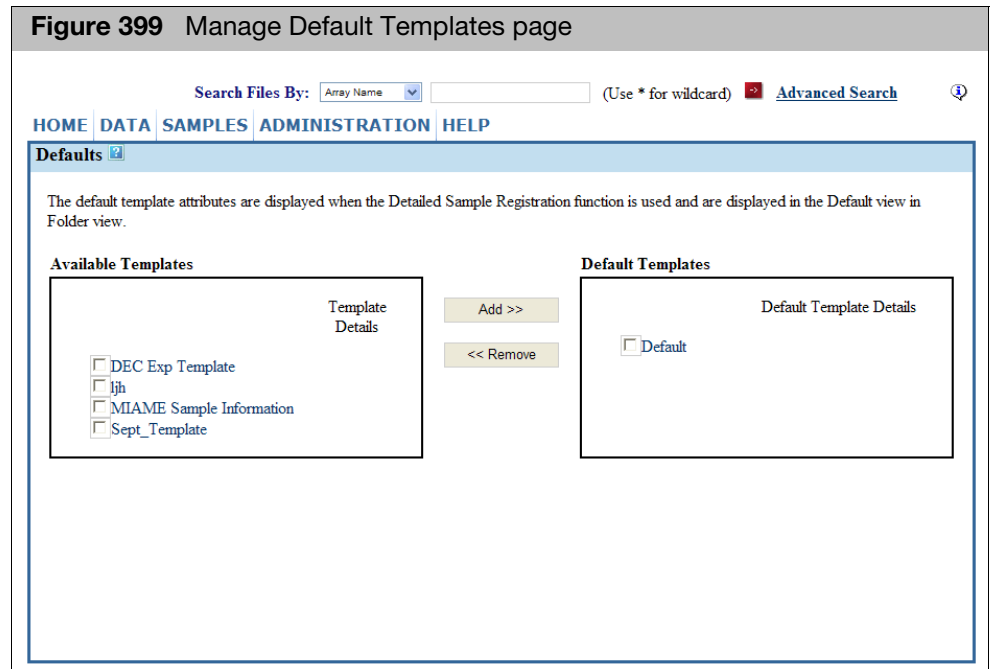 Figure 399 Manage Default Templates page
Search Files By: Array Name (Use * for wildcard) Advanced Search
HOME DATA SAMPLES ADMINISTRATION HELP
Defaults ?
The default template attributes are displayed when the Detailed Sample Registration function is used and are displayed in the Default view in
Folder view.
Available Templates
Template
Details
DEC Exp Template
ljh
MIAME Sample Information
Sept_Template
Add >>
<< Remove
Default Templates
Default Template Details
Default